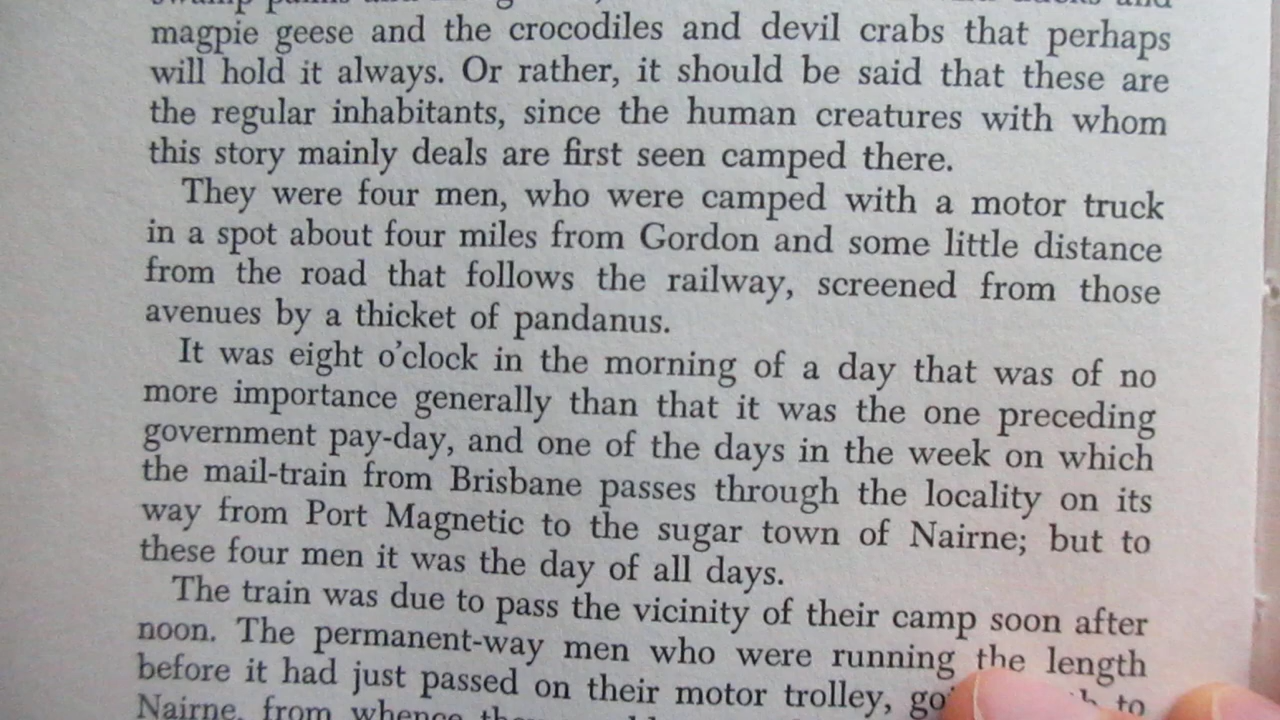 magpie geese and the crocodiles and devil crabs that perhaps
will hold it always. Or rather, it should be said that these are
the regular inhabitants, since the human creatures with whom
this story mainly deals are first seen camped there.
They were four men, who were camped with a motor truck
in a spot about four miles from Gordon and some little distance
from the road that follows the railway, screened from those
avenues by a thicket of pandanus.
It was eight o'clock in the morning of a day that was of no
more importance generally than that it was the one preceding
government pay-day, and one of the days in the week on which
the mail-train from Brisbane passes through the locality on its
way from Port Magnetic to the sugar town of Nairne; but to
these four men it was the day of all days.
The train was due to pass the vicinity of their camp soon after
noon. The permanent-way men who were running the length
before it had just passed on their motor trolley, to
Nairne, from whence